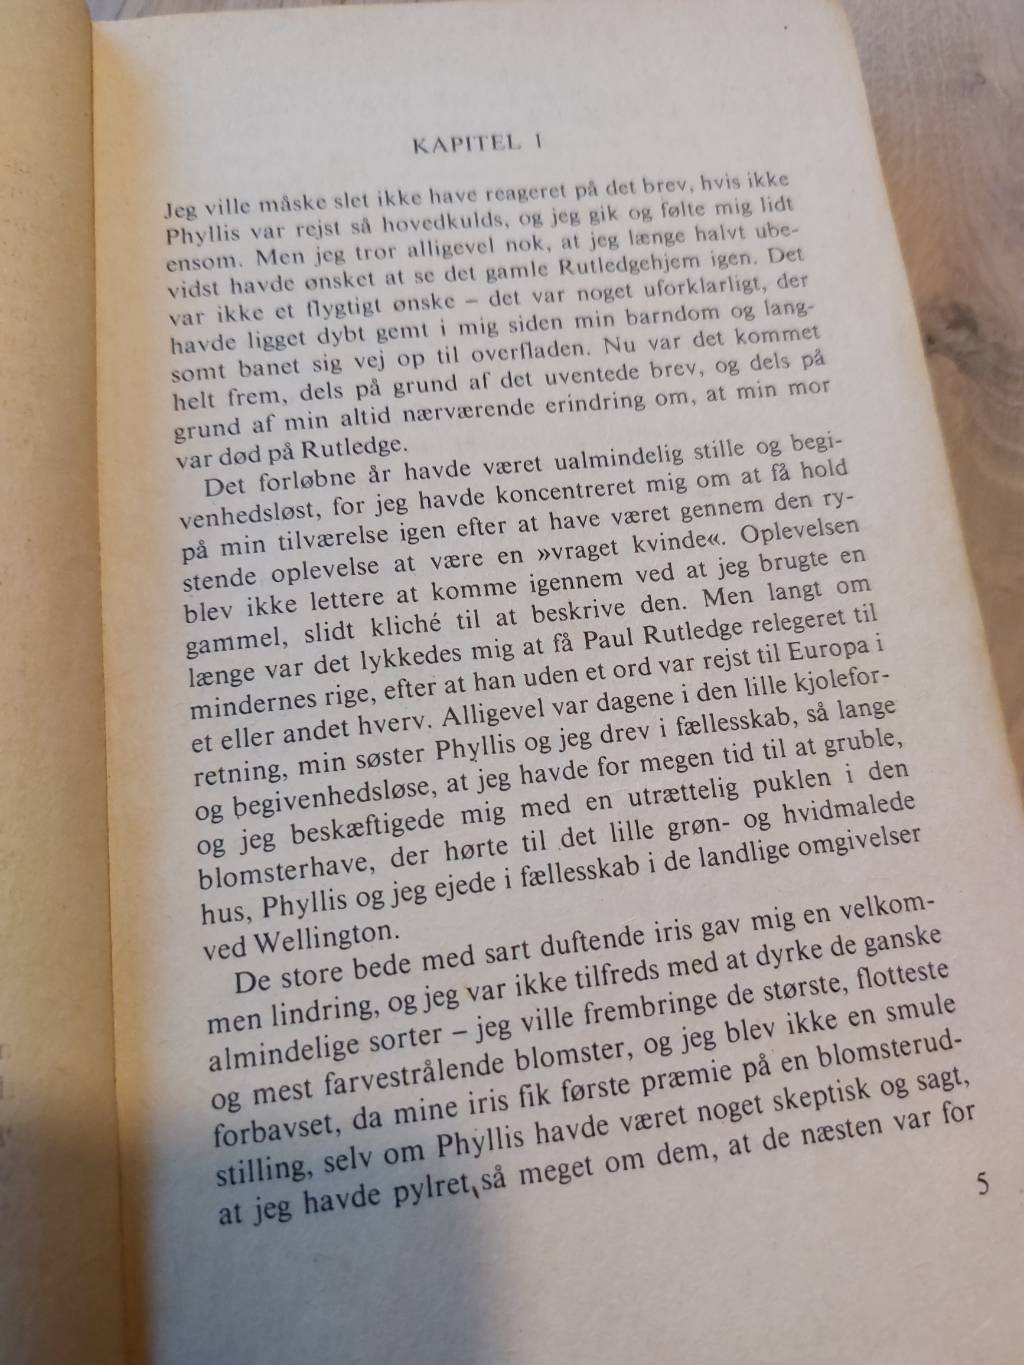 KAPITEL 1
Jeg ville måske slet ikke have reageret på det brev, hvis ikke
Phyllis var rejst så hovedkulds, og jeg gik og følte mig lidt
ensom. Men jeg tror alligevel nok, at jeg længe halvt ube-
vidst havde ønsket at se det gamle Rutledgehjem igen. Det
var ikke et flygtigt ønske – det var noget uforklarligt, der
havde ligget dybt gemt i mig siden min barndom og lang-
somt banet sig vej op til overfladen. Nu var det kommet
helt frem, dels på grund af det uventede brev, og dels på
grund af min altid nærværende erindring om, at min mor
var død på Rutledge.
Det forløbne år havde været ualmindelig stille og begi-
venhedsløst, for jeg havde koncentreret mig om at få hold
på min tilværelse igen efter at have været gennem den ry-
stende oplevelse at være en »vraget kvinde«. Oplevelsen
blev ikke lettere at komme igennem ved at jeg brugte en
gammel, slidt kliché til at beskrive den. Men langt om
længe var det lykkedes mig at få Paul Rutledge relegeret til
mindernes rige, efter at han uden et ord var rejst til Europa i
et eller andet hverv. Alligevel var dagene i den lille kjolefor-
retning, min søster Phyllis og jeg drev i fællesskab, så lange
og begivenhedsløse, at jeg havde for megen tid til at gruble,
og jeg beskæftigede mig med en utrættelig puklen i den
blomsterhave, der hørte til det lille grøn- og hvidmalede
hus, Phyllis og jeg ejede i fællesskab i de landlige omgivelser
ved Wellington.
De store bede med sart duftende iris gav mig en velkom-
men lindring, og jeg var ikke tilfreds med at dyrke de ganske
almindelige sorter – jeg ville frembringe de største, flotteste
og mest farvestrålende blomster, og jeg blev ikke en smule
forbavset, da mine iris fik første præmie på en blomsterud-
stilling, selv om Phyllis havde været noget skeptisk og sagt,
at jeg havde pylret så meget om dem, at de næsten var for
5